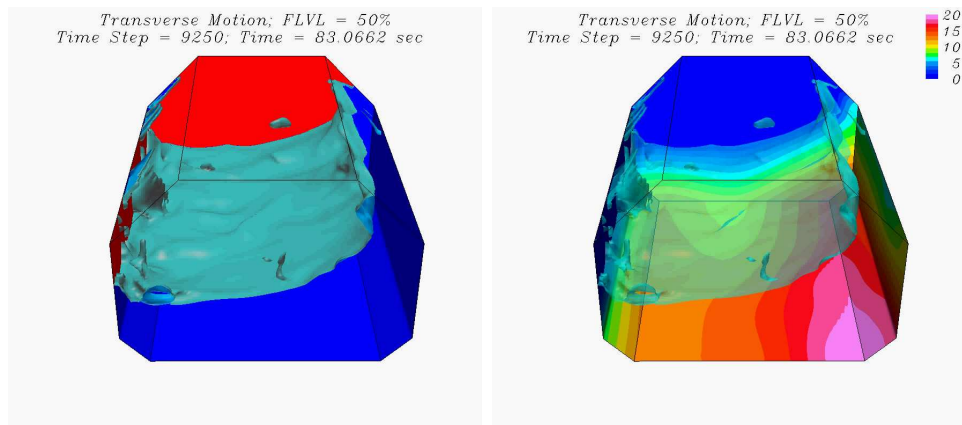 Transverse Motion; FLVL = 50%
Time Step = 9250; Time = 83.0662 sec
Transverse Motion; FLVL = 50%
Time Step = 9250; Time = 83.0662 sec
20
15
10
5
0